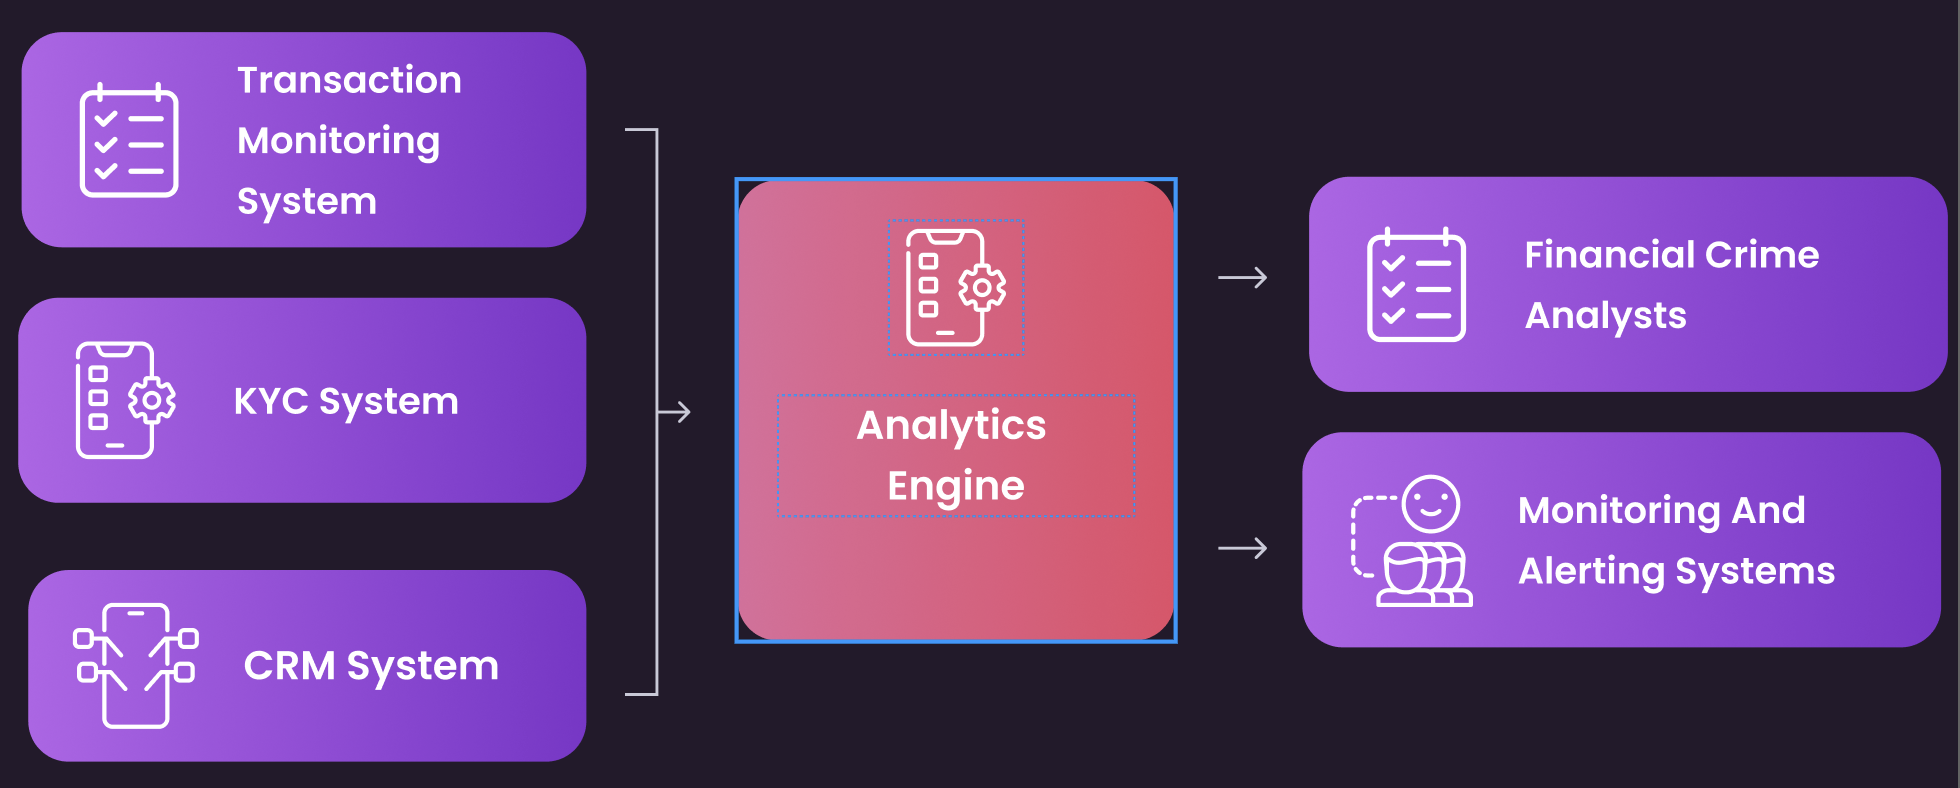 Transaction
Monitoring
System
KYC System
CRM System
Analytics
Engine
Financial Crime
Analysts
Monitoring And
Alerting Systems